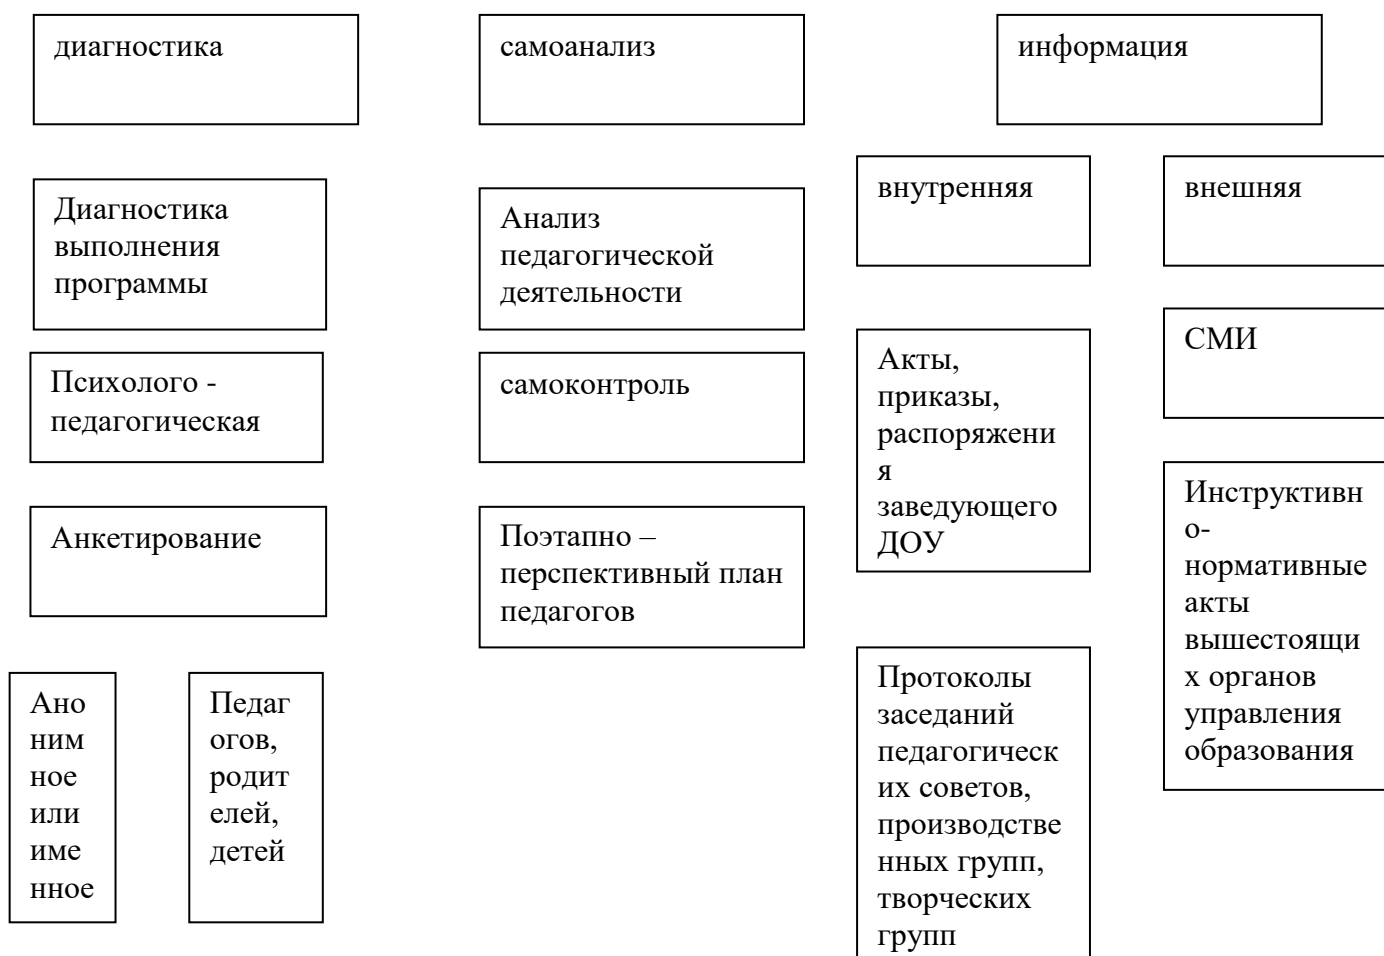 диагностика
самоанализ
информация
внутренняя
внешняя
Диагностика
выполнения
программы
Анализ
педагогической
деятельности
СМИ
Акты,
приказы,
распоряжени
я
заведующего
ДОУ
Психолого -
педагогическая
самоконтроль
Инструктивн
о-
нормативные
акты
вышестоящи
х органов
управления
образования
Анкетирование
Поэтапно –
перспективный план
педагогов
Ано
ним
ное
или
име
нное
Педаг
огов,
родит
елей,
детей
Протоколы
заседаний
педагогическ
их советов,
производстве
нных групп,
творческих
групп